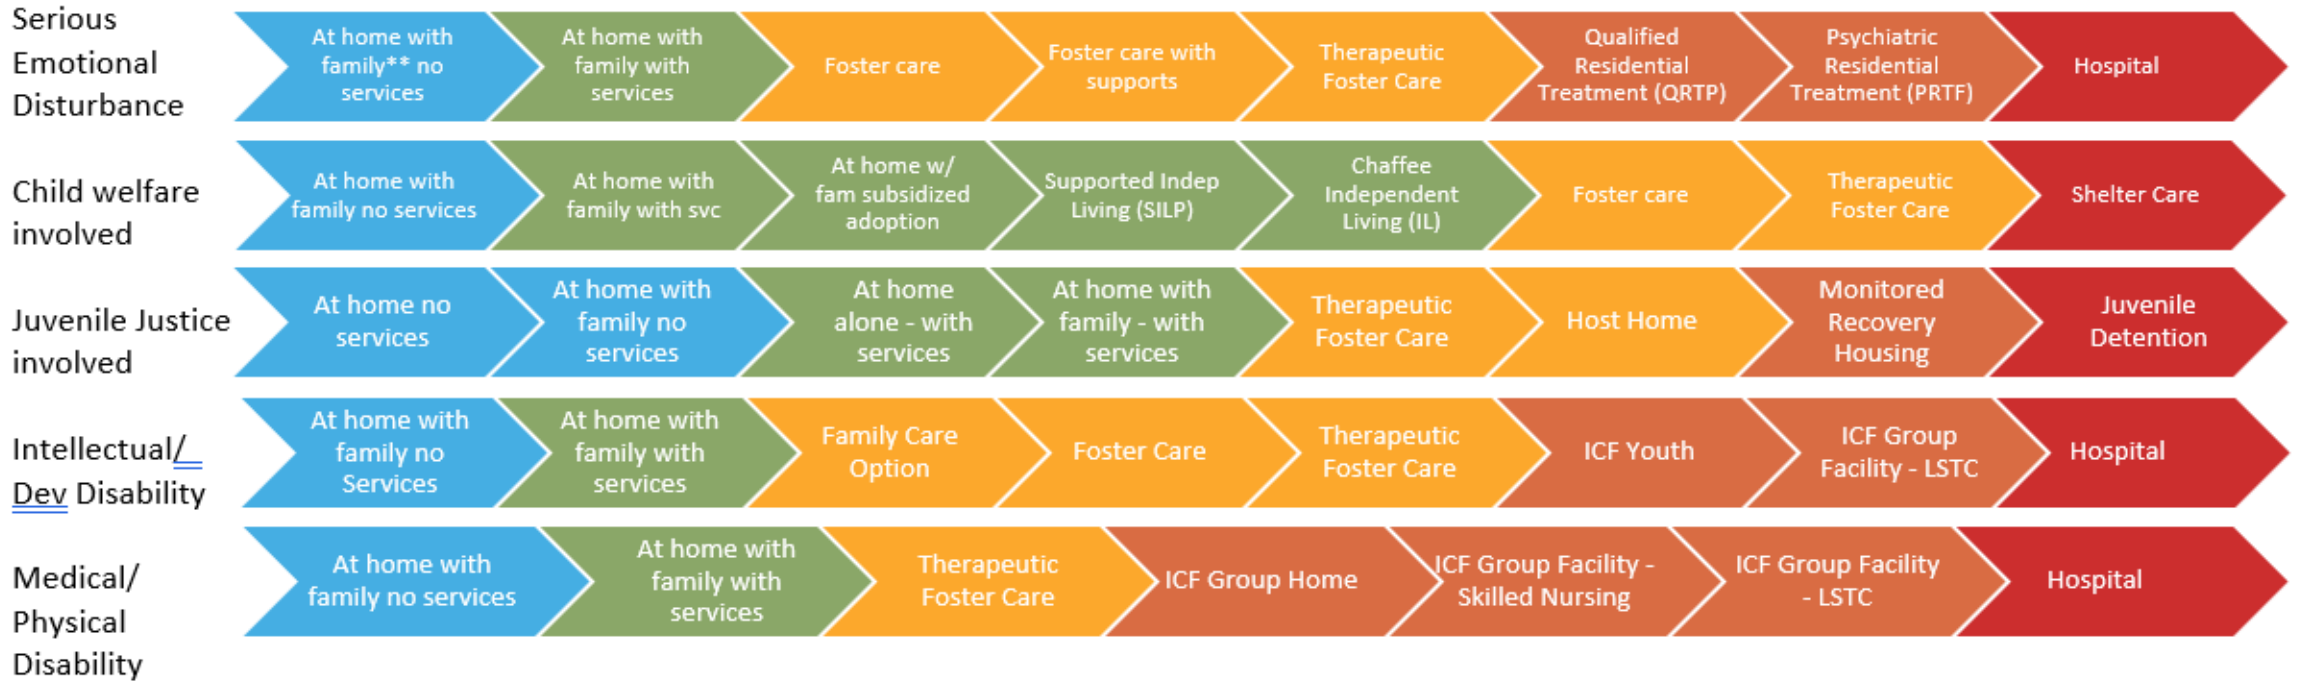 Serious
Emotional
Disturbance
At home with
family** no
services
At home with
family with
services
Foster care
Foster care with
supports
Therapeutic
Foster Care
Qualified
Residential
Treatment (QRTP)
Psychiatric
Residential
Treatment (PRTF)
Hospital
Child welfare
involved
At home with
family no services
At home with
family with svc
At home w/
fam subsidized
adoption
Supported Indep
Living (SILP)
Chaffee
Independent
Living (IL)
Foster care
Therapeutic
Foster Care
Shelter Care
Juvenile Justice
involved
At home no
services
At home with
family no
services
At home
alone - with
services
At home with
family - with
services
Therapeutic
Foster Care
Host Home
Monitored
Recovery
Housing
Juvenile
Detention
Intellectual/
Dev Disability
At home with
family no
Services
At home with
family with
services
Family Care
Option
Foster Care
Therapeutic
Foster Care
ICF Youth
ICF Group
Facility - LSTC
Hospital
Medical/
Physical
Disability
At home with
family no services
At home with
family with
services
Therapeutic
Foster Care
ICF Group Home
ICF Group Facility -
Skilled Nursing
ICF Group Facility
- LSTC
Hospital